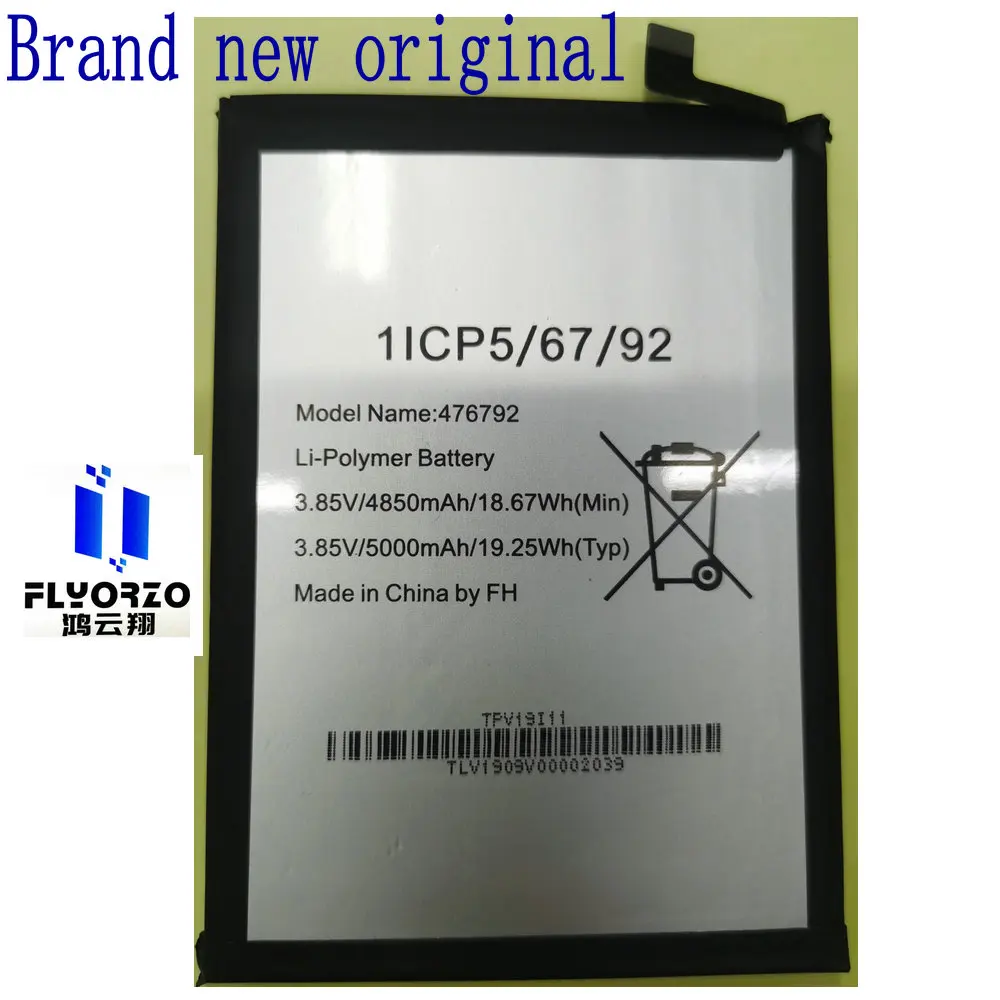 Brand new original
1ICP5/67/92
Model Name:476792
Li-Polymer Battery
3.85V/4850mAh/18.67Wh(Min)
3.85V/5000mAh/19.25Wh(Typ)
Made in China by FH
FLYORZO
鸿云翔
TPV19I11
TLV1909V00002039